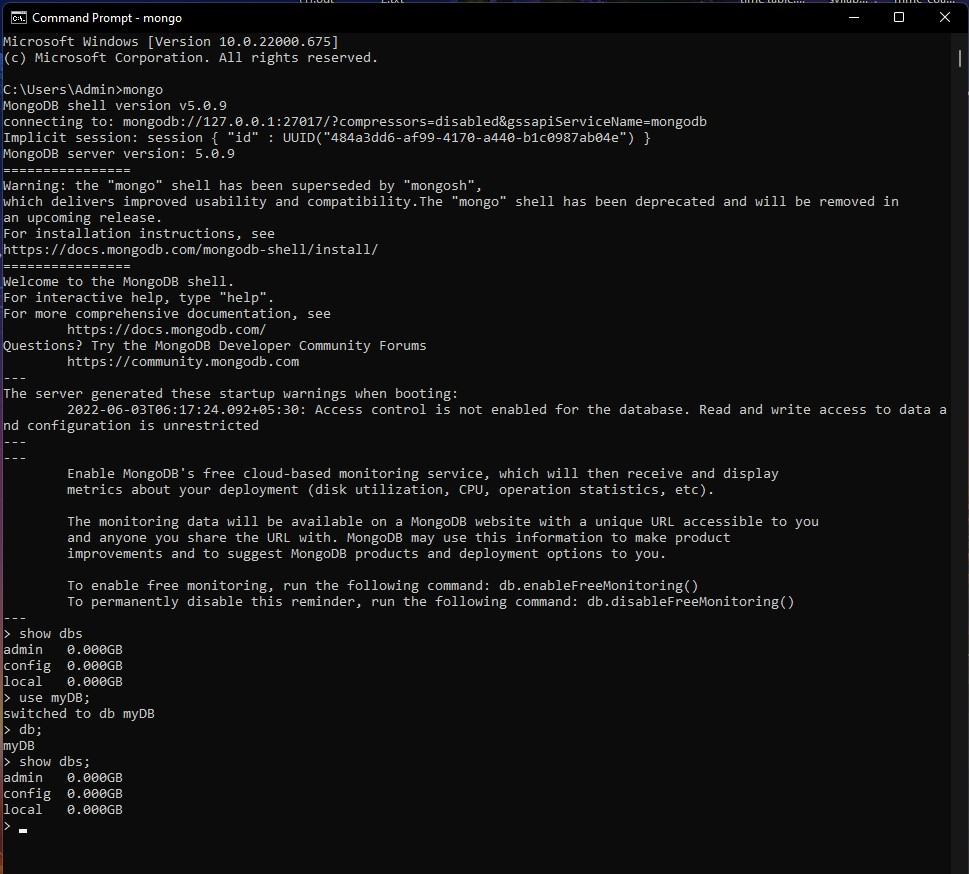 Command Prompt - mongo
Microsoft Windows [Version 10.0.22000.675]
(c) Microsoft Corporation. All rights reserved.
C:\Users\Admin>mongo
MongoDB shell version v5.0.9
connecting to: mongodb://127.0.0.1:27017/?compressors=disabled&gssapiServiceName=mongodb
Implicit session: session { "id" : UUID("484a3dd6-af99-4170-a440-b1c0987ab04e") }
MongoDB server version: 5.0.9
================
Warning: the "mongo" shell has been superseded by "mongosh",
which delivers improved usability and compatibility.The "mongo" shell has been deprecated and will be removed in
an upcoming release.
For installation instructions, see
https://docs.mongodb.com/mongodb-shell/install/
================
Welcome to the MongoDB shell.
For interactive help, type "help".
For more comprehensive documentation, see
https://docs.mongodb.com/
Questions? Try the MongoDB Developer Community Forums
https://community.mongodb.com
---
The server generated these startup warnings when booting:
2022-06-03T06:17:24.092+05:30: Access control is not enabled for the database. Read and write access to data a
nd configuration is unrestricted
---
---
Enable MongoDB's free cloud-based monitoring service, which will then receive and display
metrics about your deployment (disk utilization, CPU, operation statistics, etc).
The monitoring data will be available on a MongoDB website with a unique URL accessible to you
and anyone you share the URL with. MongoDB may use this information to make product
improvements and to suggest MongoDB products and deployment options to you.
To enable free monitoring, run the following command: db.enableFreeMonitoring()
To permanently disable this reminder, run the following command: db.disableFreeMonitoring()
---
> show dbs
admin   0.000GB
config  0.000GB
local   0.000GB
> use myDB;
switched to db myDB
> db;
myDB
> show dbs;
admin   0.000GB
config  0.000GB
local   0.000GB
>